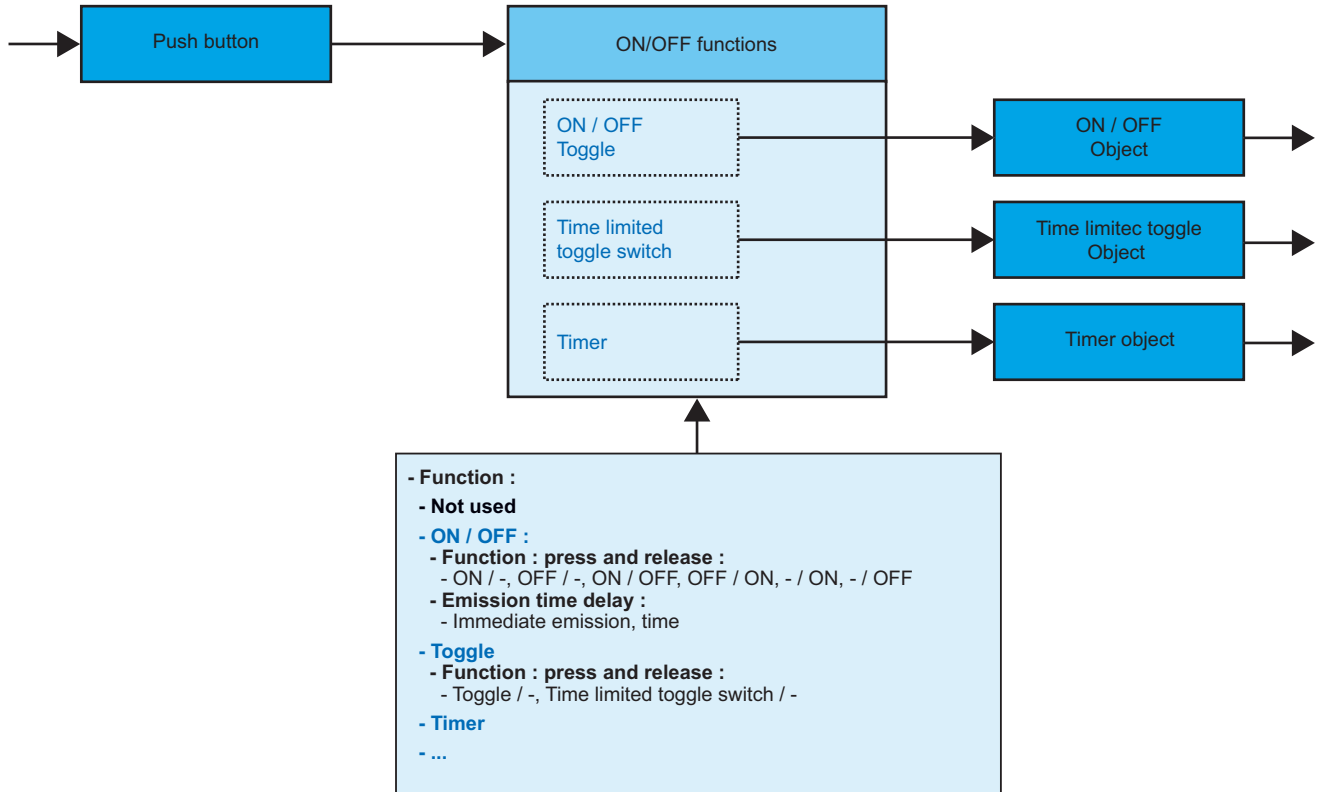 Push button
ON/OFF functions
ON / OFF
Toggle
ON / OFF
Object
Time limited
toggle switch
Time limitec toggle
Object
Timer
Timer object
- Function :
- Not used
- ON / OFF :
- Function : press and release :
- ON / -, OFF / -, ON / OFF, OFF / ON, - / ON, - / OFF
- Emission time delay :
- Immediate emission, time
- Toggle
- Function : press and release :
- Toggle / -, Time limited toggle switch / -
- Timer
- ...